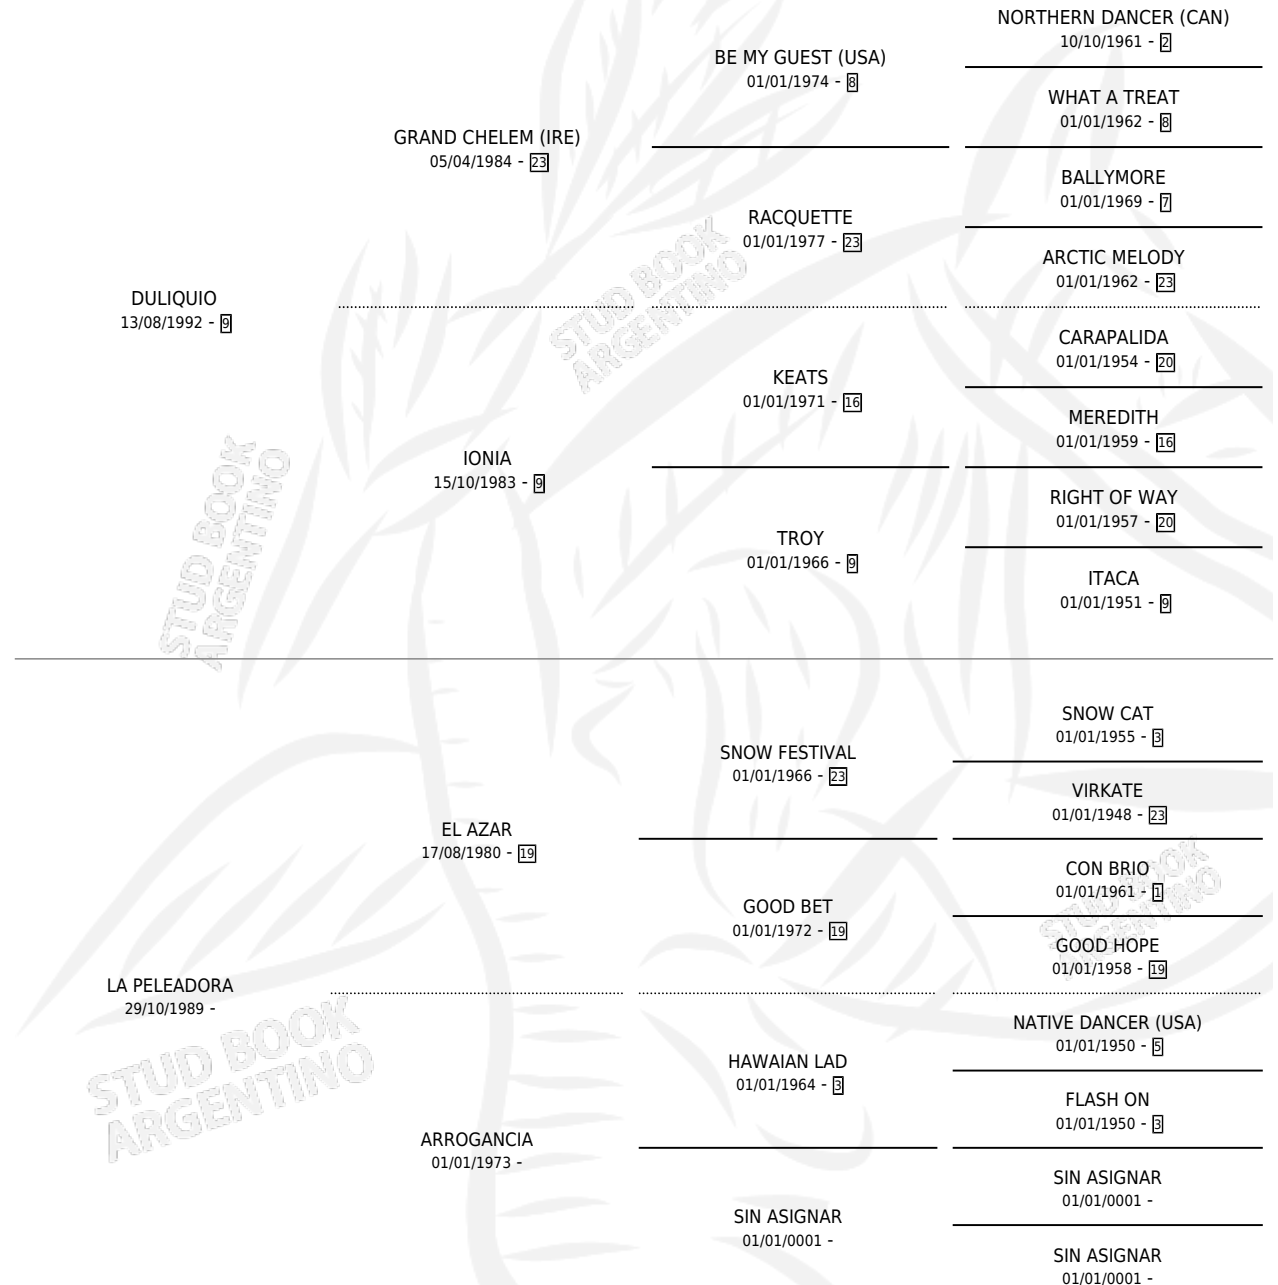 NORTHERN DANCER (CAN)
10/10/1961 - 2
BE MY GUEST (USA)
01/01/1974 - 8
WHAT A TREAT
01/01/1962 - 8
GRAND CHELEM (IRE)
05/04/1984 - 23
BALLYMORE
01/01/1969 - 7
RACQUETTE
01/01/1977 - 23
ARCTIC MELODY
01/01/1962 - 23
DULIQUIO
13/08/1992 - 9
STUD BOOK
ARGENTINO
CARAPALIDA
01/01/1954 - 20
KEATS
01/01/1971 - 16
MEREDITH
01/01/1959 - 16
IONIA
15/10/1983 - 9
RIGHT OF WAY
01/01/1957 - 20
TROY
01/01/1966 - 9
ITACA
01/01/1951 - 9
STUD BOOK
ARGENTINO
SNOW CAT
01/01/1955 - 3
SNOW FESTIVAL
01/01/1966 - 23
VIRKATE
01/01/1948 - 23
EL AZAR
17/08/1980 - 19
CON BRIO
01/01/1961 - 1
GOOD BET
01/01/1972 - 19
STUD BOOK
ARGENTINO
GOOD HOPE
01/01/1958 - 19
LA PELEADORA
29/10/1989 -
NATIVE DANCER (USA)
01/01/1950 - 5
HAWAIAN LAD
01/01/1964 - 3
FLASH ON
01/01/1950 - 3
STUD BOOK
ARGENTINO
ARROGANCIA
01/01/1973 -
SIN ASIGNAR
01/01/0001 -
SIN ASIGNAR
01/01/0001 -
SIN ASIGNAR
01/01/0001 -